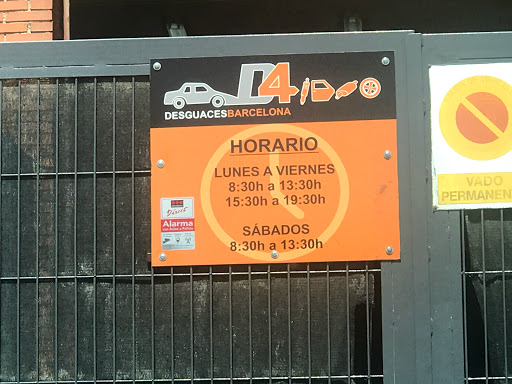 D4
DESGUACESBARCELONA
HORARIO
LUNES A VIERNES
8:30h a 13:30h
15:30h a 19:30h
SÁBADOS
8:30h a 13:30h
Direct
Alarma
VADO
PERMANEN